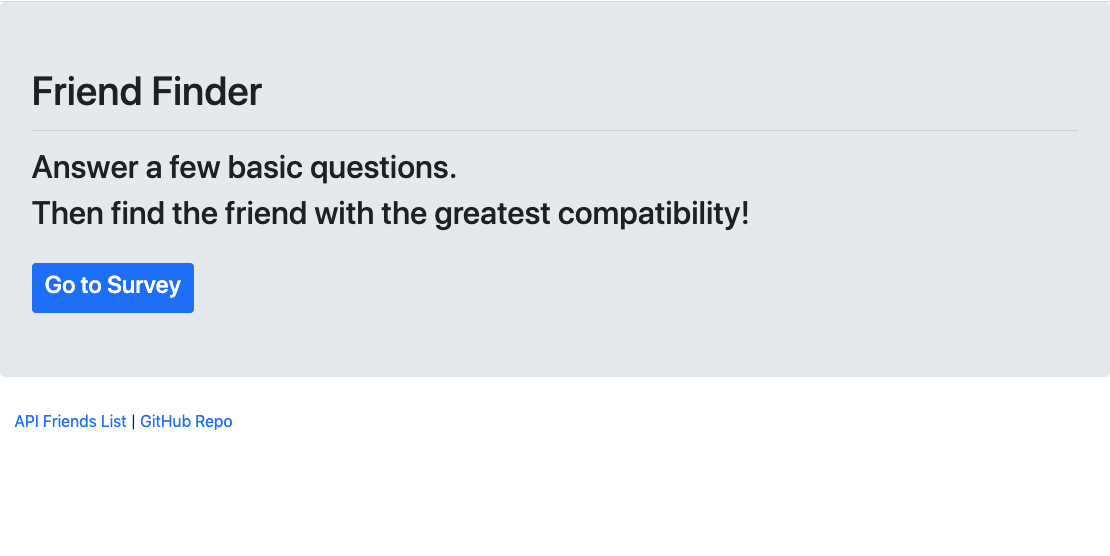 Friend Finder
Answer a few basic questions.
Then find the friend with the greatest compatibility!
Go to Survey
API Friends List | GitHub Repo